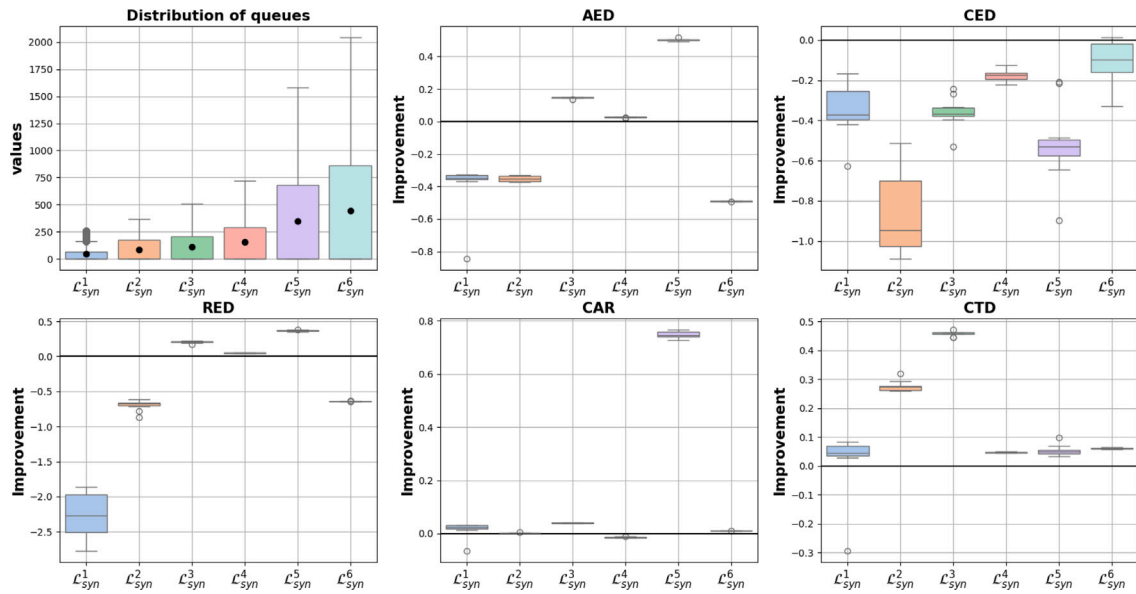 Distribution of queues
values
2000
1750
1500
1250
1000
750
500
250
0
ℒ¹syn ℒ²syn ℒ³syn ℒ⁴syn ℒ⁵syn ℒ⁶syn
AED
Improvement
0.4
0.2
0.0
−0.2
−0.4
−0.6
−0.8
ℒ¹syn ℒ²syn ℒ³syn ℒ⁴syn ℒ⁵syn ℒ⁶syn
CED
Improvement
0.0
−0.2
−0.4
−0.6
−0.8
−1.0
ℒ¹syn ℒ²syn ℒ³syn ℒ⁴syn ℒ⁵syn ℒ⁶syn
RED
Improvement
0.5
0.0
−0.5
−1.0
−1.5
−2.0
−2.5
ℒ¹syn ℒ²syn ℒ³syn ℒ⁴syn ℒ⁵syn ℒ⁶syn
CAR
Improvement
0.8
0.6
0.4
0.2
0.0
ℒ¹syn ℒ²syn ℒ³syn ℒ⁴syn ℒ⁵syn ℒ⁶syn
CTD
Improvement
0.5
0.4
0.3
0.2
0.1
0.0
−0.1
−0.2
−0.3
ℒ¹syn ℒ²syn ℒ³syn ℒ⁴syn ℒ⁵syn ℒ⁶syn